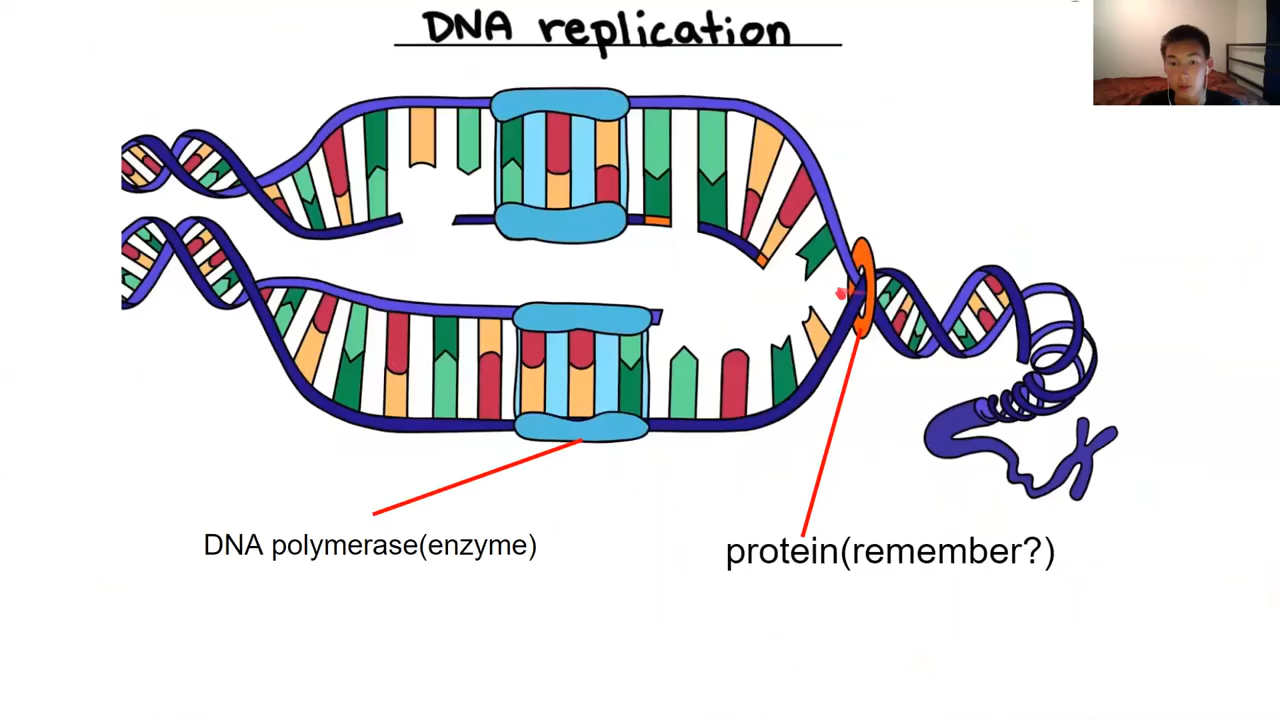 DNA replication
DNA polymerase(enzyme)
protein(remember?)